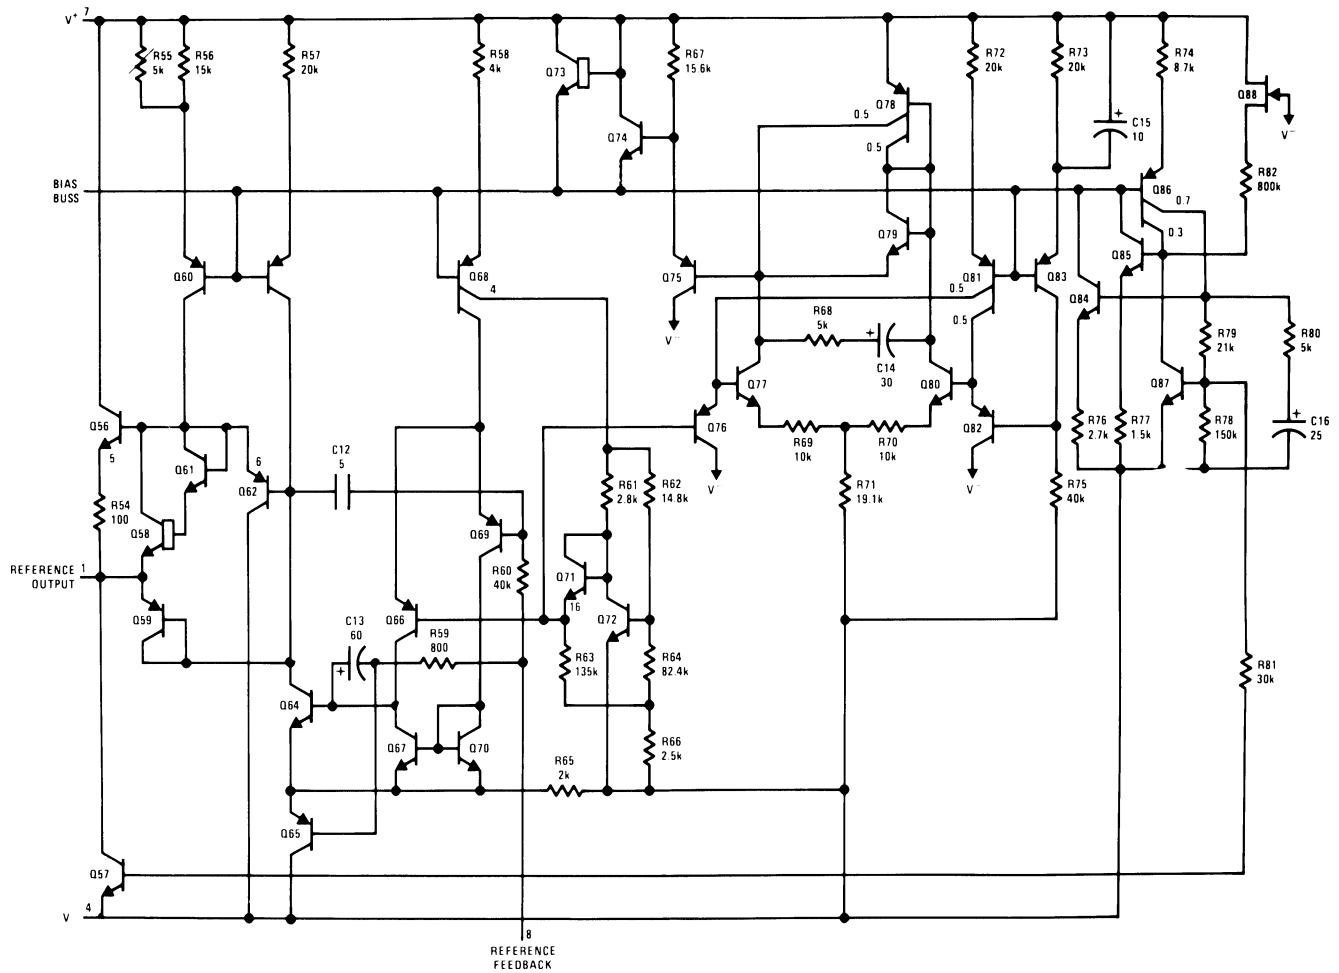 V+ 7
R55
5k
R56
15k
R57
20k
R58
4k
Q73
R67
15.6k
Q74
Q78
0.5
0.5
R72
20k
R73
20k
C15
10
R74
8.7k
Q88
V−
R82
800k
BIAS
BUSS
Q86
0.7
0.3
Q60
Q68
4
Q75
V−
Q79
Q81
0.5
0.5
Q83
Q85
Q84
R68
5k
C14
30
R79
21k
R80
5k
Q77
Q80
Q87
Q56
5
Q61
6
Q62
C12
5
Q76
V−
R69
10k
R70
10k
Q82
V−
R76
2.7k
R77
1.5k
R78
150k
C16
25
R54
100
Q58
R61
2.8k
R62
14.8k
R71
19.1k
R75
40k
Q69
REFERENCE 1
OUTPUT
R60
40k
Q71
16
Q59
Q66
Q72
C13
60
R59
800
R63
135k
R64
82.4k
R81
30k
Q64
Q67
Q70
R66
2.5k
R65
2k
Q65
Q57
4
V
8
REFERENCE
FEEDBACK